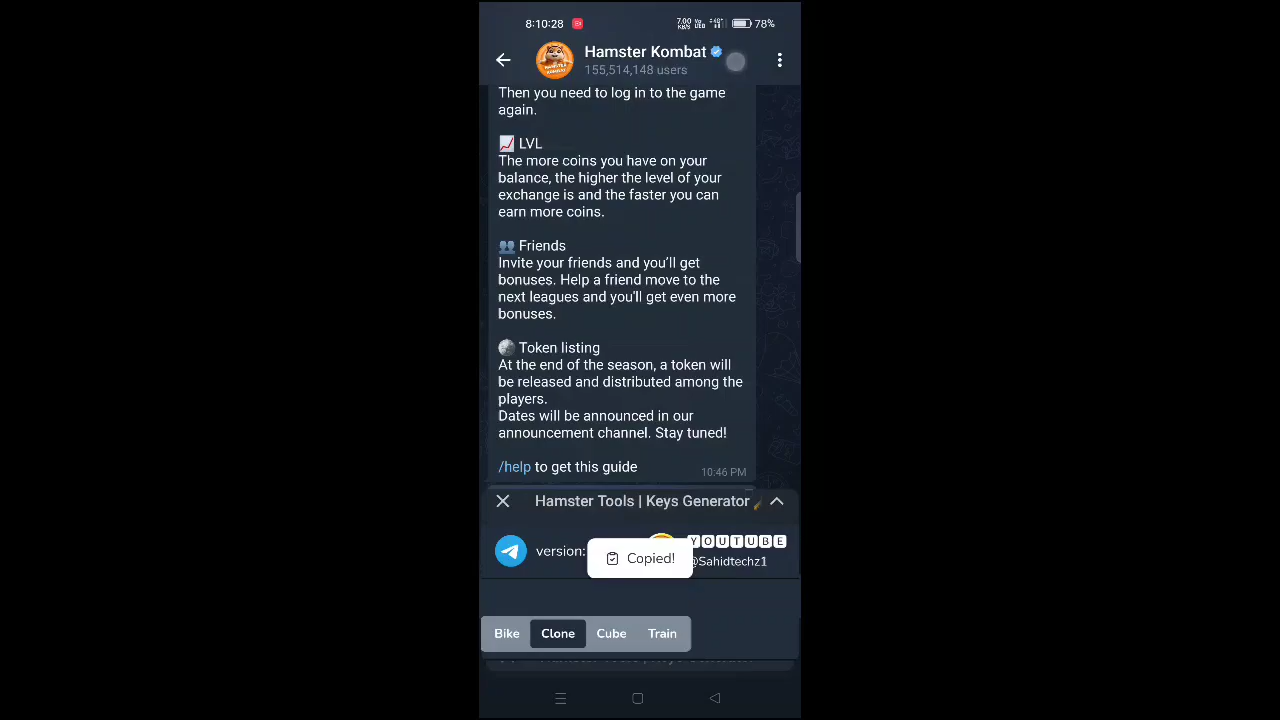 8:10:28
7.00 KB/S
78%
Hamster Kombat
155,514,148 users
Then you need to log in to the game
again.
LVL
The more coins you have on your
balance, the higher the level of your
exchange is and the faster you can
earn more coins.
Friends
Invite your friends and you'll get
bonuses. Help a friend move to the
next leagues and you'll get even more
bonuses.
Token listing
At the end of the season, a token will
be released and distributed among the
players.
Dates will be announced in our
announcement channel. Stay tuned!
/help to get this guide
10:46 PM
Hamster Tools | Keys Generator
YOUTUBE
version:
Copied!
@Sahidtechz1
Bike Clone Cube Train